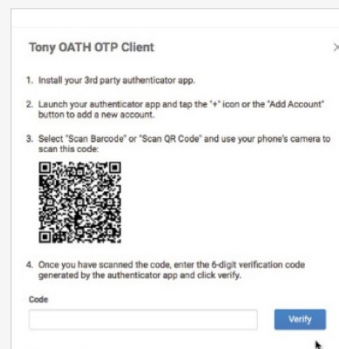 Tony OATH OTP Client
1. Install your 3rd party authenticator app.
2. Launch your authenticator app and tap the "+" icon or the "Add Account"
button to add a new account.
3. Select "Scan Barcode" or "Scan QR Code" and use your phone's camera to
scan this code:
4. Once you have scanned the code, enter the 6-digit verification code
generated by the authenticator app and click verify.
Code
Verify